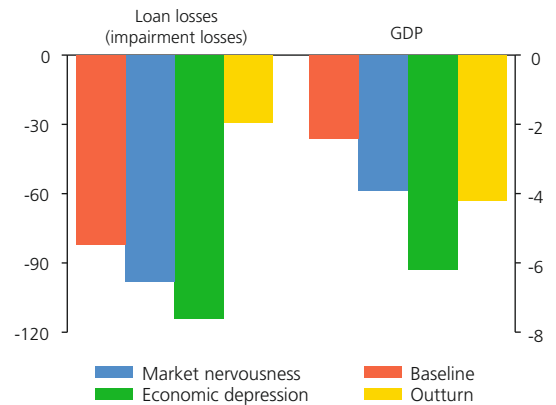 Loan losses
(impairment losses)
GDP
-0
-30
-60
-90
-120
0
-2
-4
-6
-8
Market nervousness
Baseline
Economic depression
Outturn